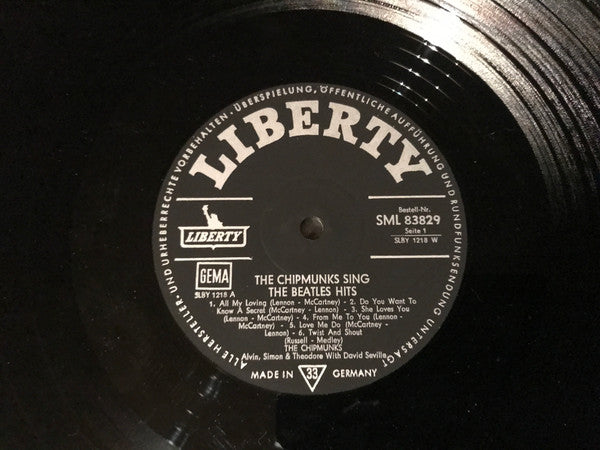 ALLE HERSTELLER- UND URHEBERRECHTE VORBEHALTEN. ÜBERSPIELUNG, ÖFFENTLICHE AUFFÜHRUNG UND RUNDFUNKSENDUNG UNTERSAGT
LIBERTY
Bestell-Nr.
SML 83829
Seite 1
SLBY 1218 W
LIBERTY
GEMA
SLBY 1218 A
THE CHIPMUNKS SING
THE BEATLES HITS
1. All My Loving (Lennon - McCartney) - 2. Do You Want To
Know A Secret (McCartney - Lennon) - 3. She Loves You
(Lennon - McCartney) - 4. From Me To You (Lennon -
McCartney) - 5. Love Me Do (McCartney -
Lennon) - 6. Twist And Shout
(Russell - Medley)
THE CHIPMUNKS
Alvin, Simon & Theodore With David Seville
MADE IN 33 GERMANY